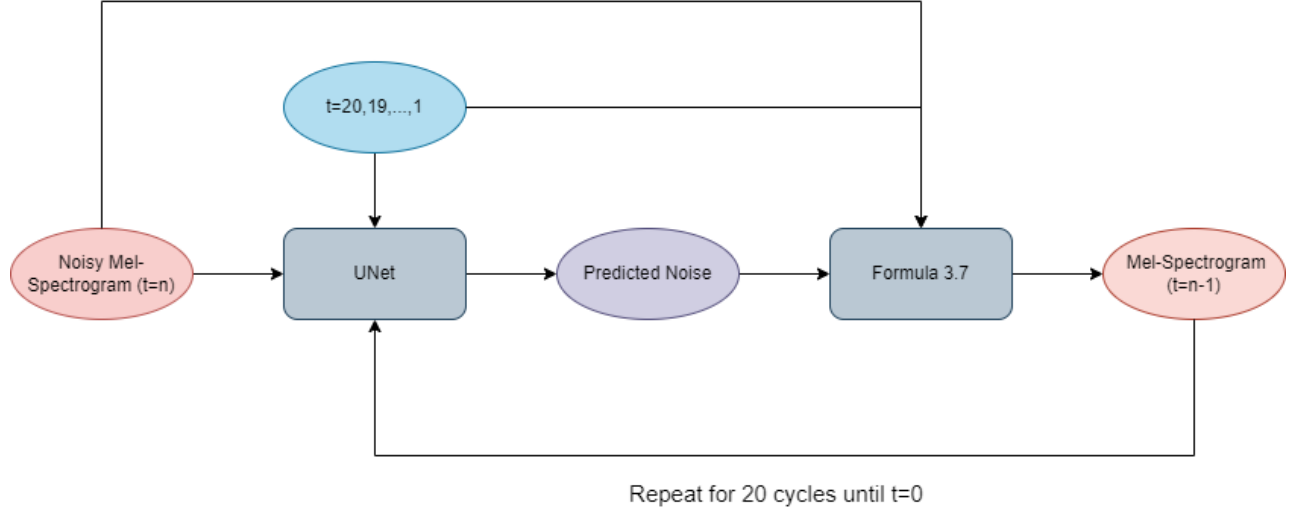 t=20,19,...,1
Noisy Mel-
Spectrogram (t=n)
UNet
Predicted Noise
Formula 3.7
Mel-Spectrogram
(t=n-1)
Repeat for 20 cycles until t=0